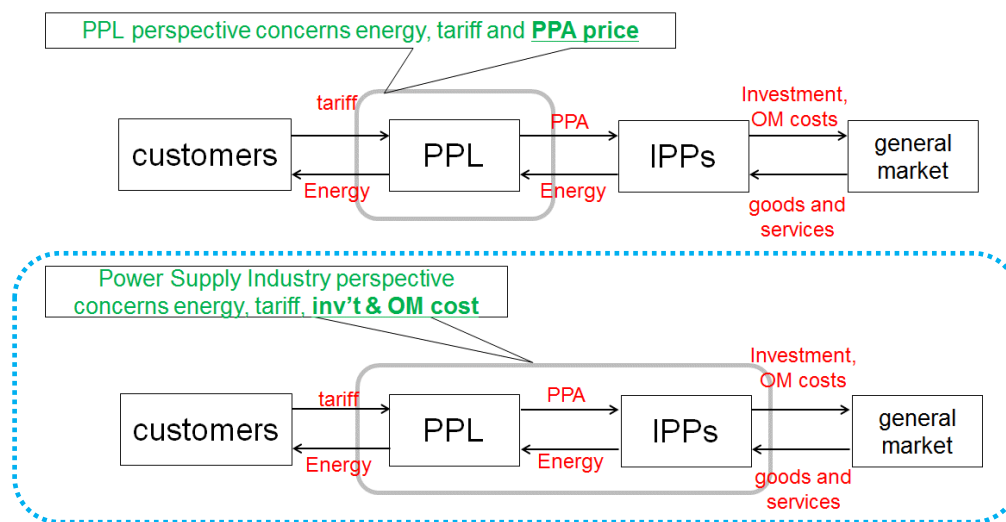 PPL perspective concerns energy, tariff and PPA price
tariff
PPA
Investment,
OM costs
customers
PPL
IPPs
general
market
Energy
Energy
goods and
services
Power Supply Industry perspective
concerns energy, tariff, inv't & OM cost
tariff
PPA
Investment,
OM costs
customers
PPL
IPPs
general
market
Energy
Energy
goods and
services